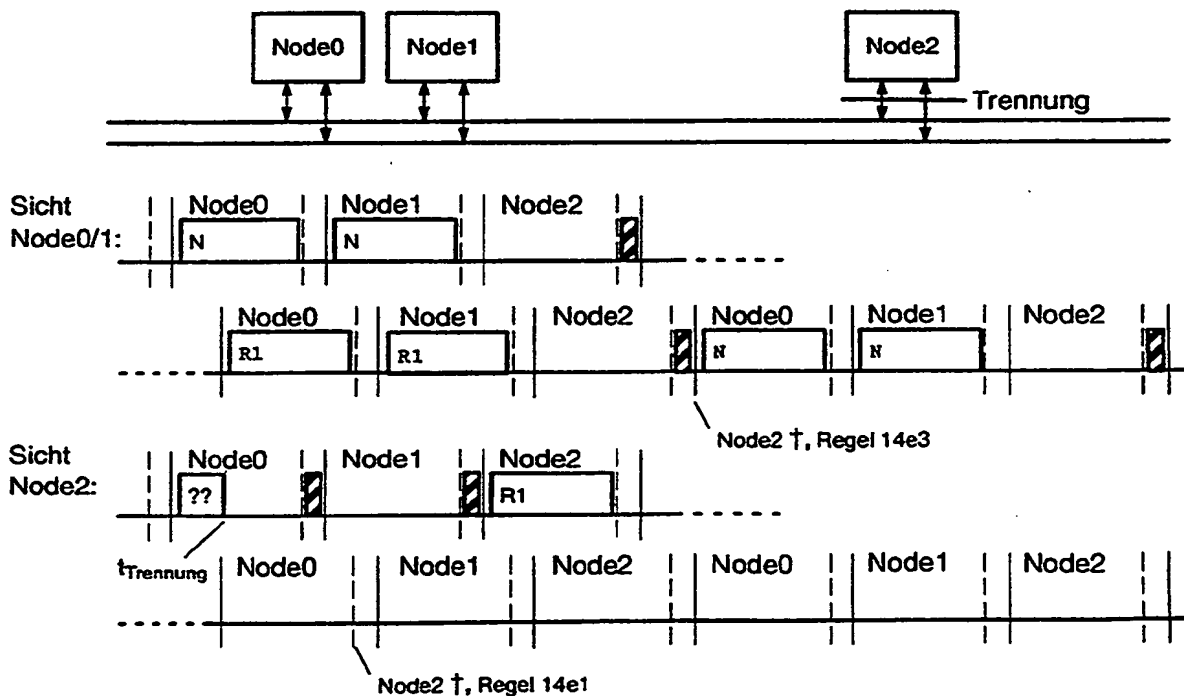 Node0 Node1 Node2
Trennung
Sicht Node0 Node1 Node2
Node0/1: N N
Node0 Node1 Node2 Node0 Node1 Node2
R1 R1 N N
Node2 †, Regel 14e3
Sicht Node0 Node1 Node2
Node2: ?? R1
tTrennung Node0 Node1 Node2 Node0 Node1 Node2
Node2 †, Regel 14e1